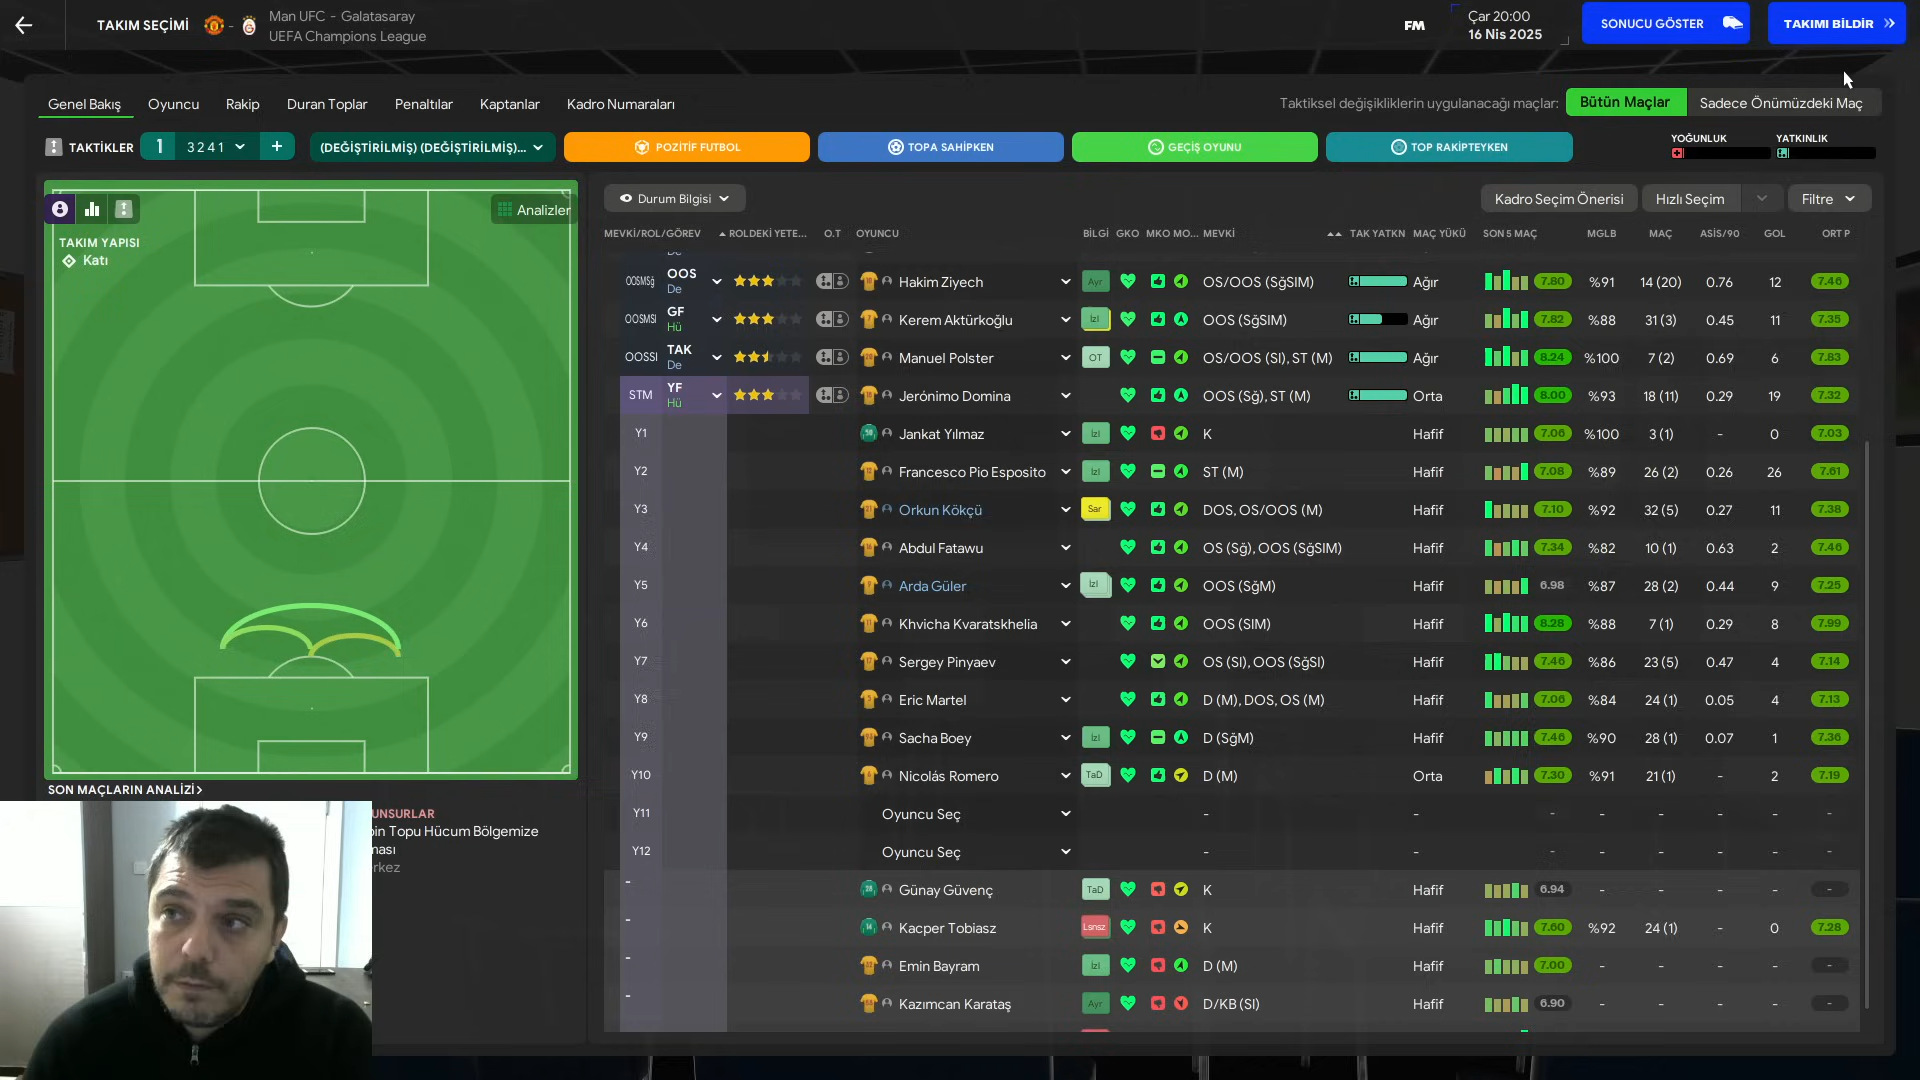 TAKIM SEÇİMİ
Man UFC - Galatasaray
UEFA Champions League
FM
Çar 20:00
16 Nis 2025
SONUCU GÖSTER
TAKIMI BİLDİR
Genel Bakış
Oyuncu
Rakip
Duran Toplar
Penaltılar
Kaptanlar
Kadro Numaraları
Taktiksel değişikliklerin uygulanacağı maçlar:
Bütün Maçlar
Sadece Önümüzdeki Maç
TAKTİKLER
1
3 2 4 1
+
(DEĞİŞTİRİLMİŞ) (DEĞİŞTİRİLMİŞ)...
POZİTİF FUTBOL
TOPA SAHİPKEN
GEÇİŞ OYUNU
TOP RAKİPTEYKEN
YOĞUNLUK
YATKINLIK
Analizler
TAKIM YAPISI
Katı
Durum Bilgisi
Kadro Seçim Önerisi
Hızlı Seçim
Filtre
MEVKİ/ROL/GÖREV ROLDEKİ YETE... O.T OYUNCU BİLGİ GKO MKO MO... MEVKİ TAK YATKN MAÇ YÜKÜ SON 5 MAÇ MGLB MAÇ ASİS/90 GOL ORT P
OOSMSğ OOS De Hakim Ziyech Ayr OS/OOS (SğSIM) Ağır 7.80 %91 14 (20) 0.76 12 7.46
OOSMSI GF Hü Kerem Aktürkoğlu İzl OOS (SğSIM) Ağır 7.82 %88 31 (3) 0.45 11 7.35
OOSSI TAK De Manuel Polster OT OS/OOS (SI), ST (M) Ağır 8.24 %100 7 (2) 0.69 6 7.83
STM YF Hü Jerónimo Domina OOS (Sğ), ST (M) Orta 8.00 %93 18 (11) 0.29 19 7.32
Y1 Jankat Yılmaz İzl K Hafif 7.06 %100 3 (1) - 0 7.03
Y2 Francesco Pio Esposito İzl ST (M) Hafif 7.08 %89 26 (2) 0.26 26 7.61
Y3 Orkun Kökçü Sar DOS, OS/OOS (M) Hafif 7.10 %92 32 (5) 0.27 11 7.38
Y4 Abdul Fatawu OS (Sğ), OOS (SğSIM) Hafif 7.34 %82 10 (1) 0.63 2 7.46
Y5 Arda Güler İzl OOS (SğM) Hafif 6.98 %87 28 (2) 0.44 9 7.25
Y6 Khvicha Kvaratskhelia OOS (SIM) Hafif 8.28 %88 7 (1) 0.29 8 7.99
Y7 Sergey Pinyaev OS (SI), OOS (SğSI) Hafif 7.46 %86 23 (5) 0.47 4 7.14
Y8 Eric Martel D (M), DOS, OS (M) Hafif 7.06 %84 24 (1) 0.05 4 7.13
Y9 Sacha Boey İzl D (SğM) Hafif 7.46 %90 28 (1) 0.07 1 7.36
Y10 Nicolás Romero TaD D (M) Orta 7.30 %91 21 (1) - 2 7.19
Y11 Oyuncu Seç - - - - - - - -
Y12 Oyuncu Seç - - - - - - - -
- Günay Güvenç TaD K Hafif 6.94 - - - - -
- Kacper Tobiasz Lsnsz K Hafif 7.60 %92 24 (1) - 0 7.28
- Emin Bayram İzl D (M) Hafif 7.00 - - - - -
- Kazımcan Karataş Ayr D/KB (SI) Hafif 6.90 - - - - -
SON MAÇLARIN ANALİZİ
UNSURLAR
Topu Hücum Bölgemize